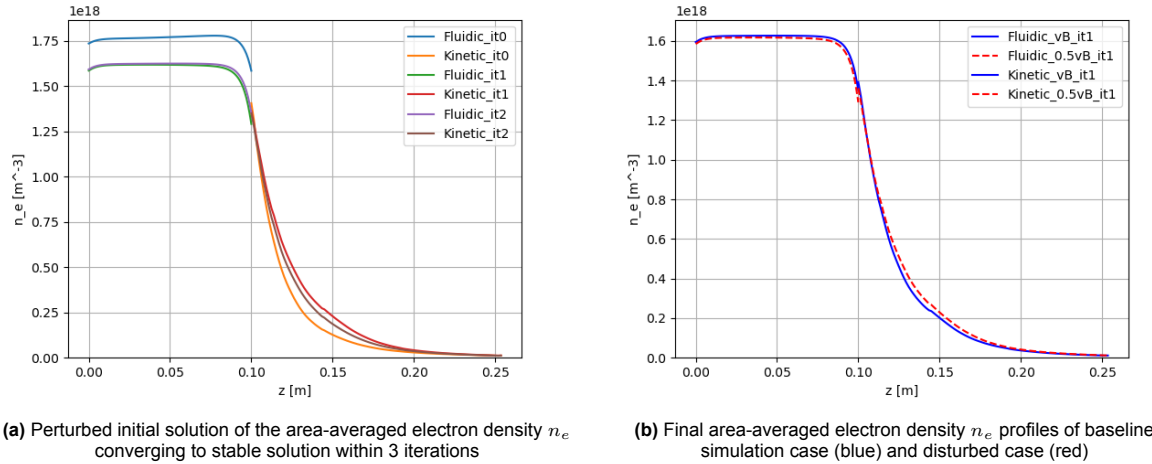 1e18
n_e [m^-3]
1.75
1.50
1.25
1.00
0.75
0.50
0.25
0.00
0.00
0.05
0.10
0.15
0.20
0.25
z [m]
Fluidic_it0
Kinetic_it0
Fluidic_it1
Kinetic_it1
Fluidic_it2
Kinetic_it2
(a) Perturbed initial solution of the area-averaged electron density n_e
converging to stable solution within 3 iterations
1e18
n_e [m^-3]
1.6
1.4
1.2
1.0
0.8
0.6
0.4
0.2
0.0
0.00
0.05
0.10
0.15
0.20
0.25
z [m]
Fluidic_vB_it1
Fluidic_0.5vB_it1
Kinetic_vB_it1
Kinetic_0.5vB_it1
(b) Final area-averaged electron density n_e profiles of baseline
simulation case (blue) and disturbed case (red)